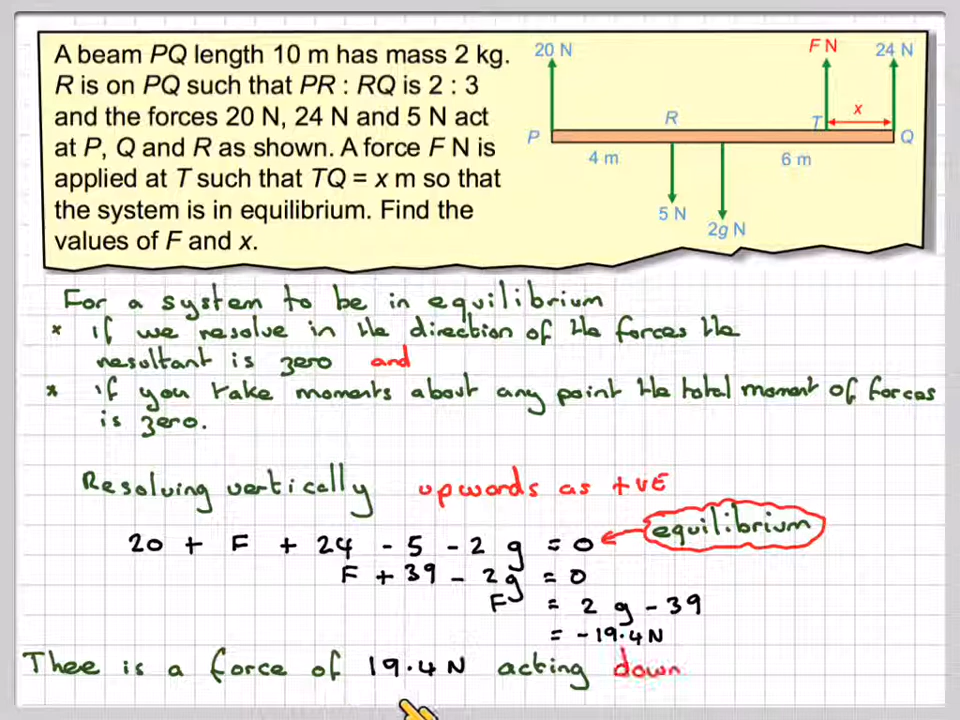 A beam PQ length 10 m has mass 2 kg.
R is on PQ such that PR : RQ is 2 : 3
and the forces 20 N, 24 N and 5 N act
at P, Q and R as shown. A force F N is
applied at T such that TQ = x m so that
the system is in equilibrium. Find the
values of F and x.
20 N
F N
24 N
x
R
T
P
Q
4 m
6 m
5 N
2g N
For a system to be in equilibrium
* if we resolve in the direction of the forces the
resultant is zero and
* if you take moments about any point the total moment of forces
is zero.
Resolving vertically upwards as +VE
20 + F + 24 - 5 - 2 g = 0
equilibrium
F + 39 - 2g = 0
F = 2 g - 39
= - 19.4 N
Thee is a force of 19.4 N acting down